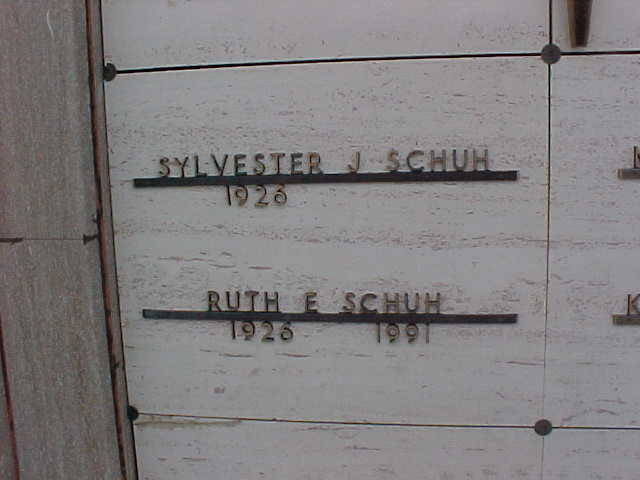 SYLVESTER J SCHUH
1926
RUTH E SCHUH
1926 1991